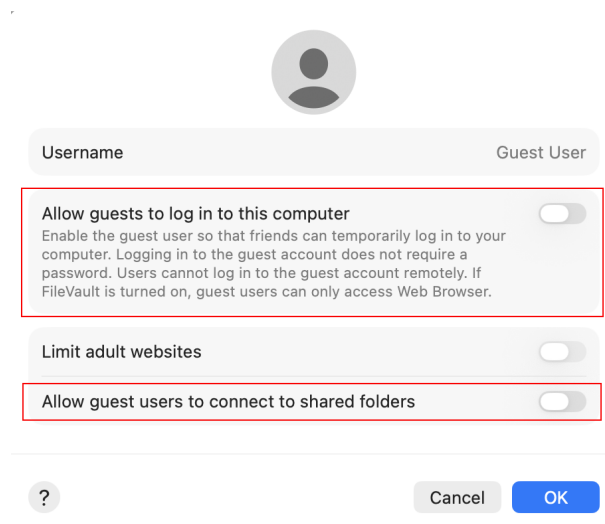 Username
Guest User
Allow guests to log in to this computer
Enable the guest user so that friends can temporarily log in to your
computer. Logging in to the guest account does not require a
password. Users cannot log in to the guest account remotely. If
FileVault is turned on, guest users can only access Web Browser.
Limit adult websites
Allow guest users to connect to shared folders
?
Cancel
OK